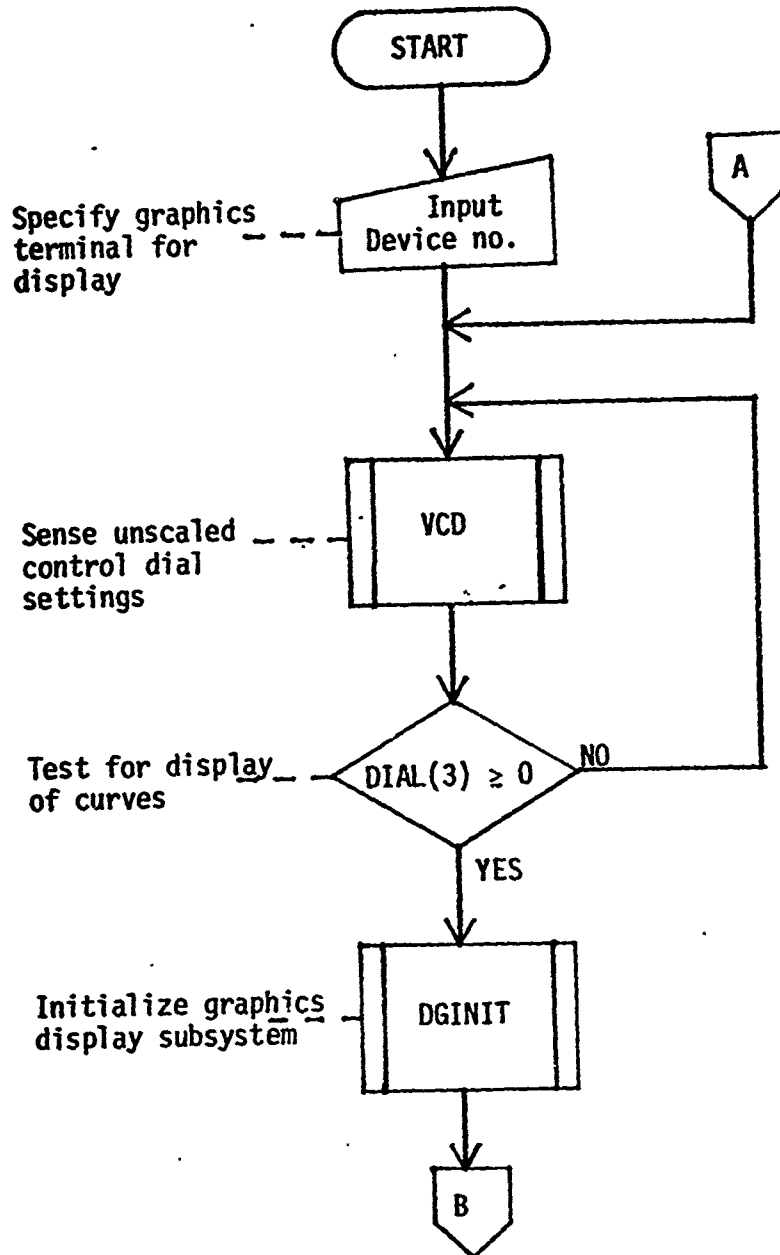 START
A
Specify graphics
terminal for
display
Input
Device no.
Sense unscaled
control dial
settings
VCD
Test for display
of curves
DIAL(3) ≥ 0
NO
YES
Initialize graphics
display subsystem
DGINIT
B